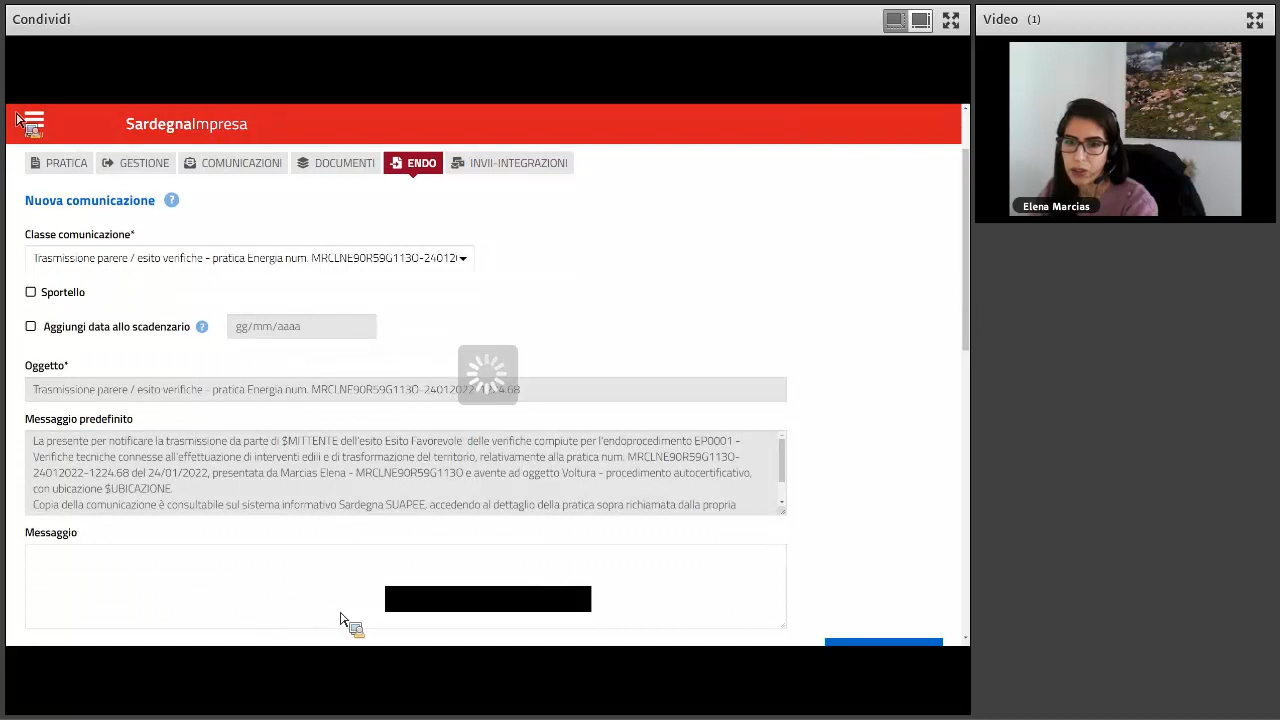 Condividi
Video (1)
SardegnaImpresa
PRATICA
GESTIONE
COMUNICAZIONI
DOCUMENTI
ENDO
INVII-INTEGRAZIONI
Nuova comunicazione ?
Classe comunicazione*
Trasmissione parere / esito verifiche - pratica Energia num. MRCLNE90R59G113O-24012(
Sportello
Aggiungi data allo scadenzario ? gg/mm/aaaa
Oggetto*
Trasmissione parere / esito verifiche - pratica Energia num. MRCLNE90R59G113O-24012022-1224.68
Messaggio predefinito
La presente per notificare la trasmissione da parte di $MITTENTE dell'esito Esito Favorevole delle verifiche compiute per l'endoprocedimento EP0001 -
Verifiche tecniche connesse all'effettuazione di interventi edili e di trasformazione del territorio, relativamente alla pratica num. MRCLNE90R59G113O-
24012022-1224.68 del 24/01/2022, presentata da Marcias Elena - MRCLNE90R59G113O e avente ad oggetto Voltura - procedimento autocertificativo,
con ubicazione $UBICAZIONE.
Copia della comunicazione è consultabile sul sistema informativo Sardegna SUAPEE, accedendo al dettaglio della pratica sopra richiamata dalla propria
Messaggio
Elena Marcias